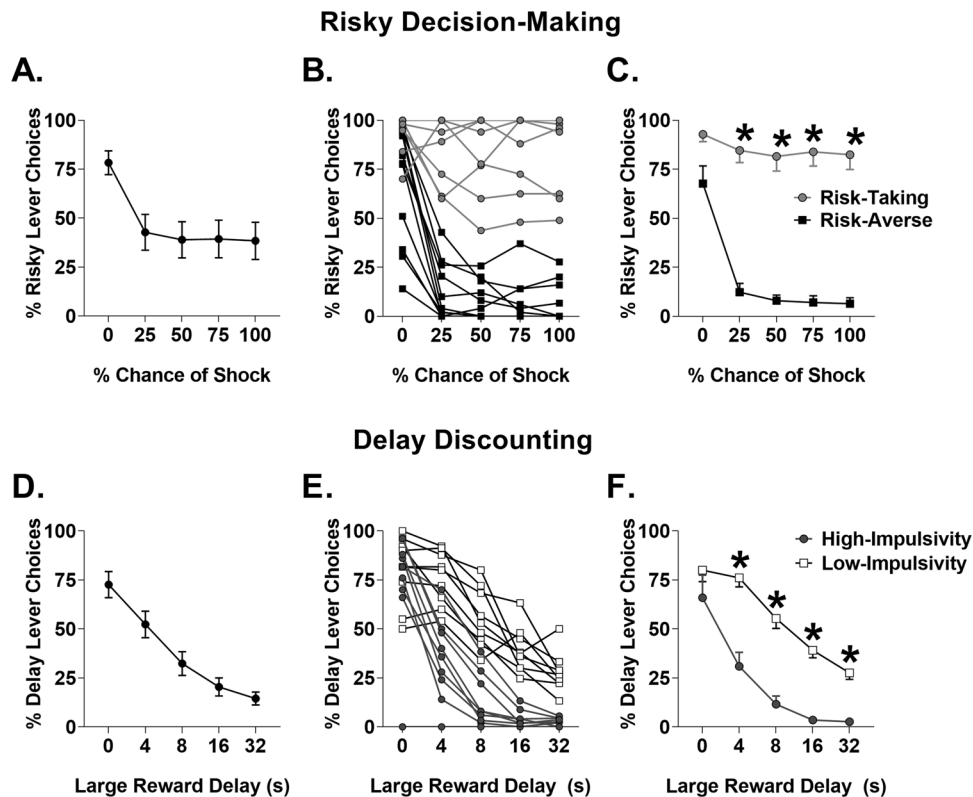 Risky Decision-Making
A. B. C.
% Risky Lever Choices
100
75
50
25
0
0 25 50 75 100
% Chance of Shock
% Risky Lever Choices
100
75
50
25
0
0 25 50 75 100
% Chance of Shock
% Risky Lever Choices
100
75
50
25
0
* * * *
Risk-Taking
Risk-Averse
0 25 50 75 100
% Chance of Shock
Delay Discounting
D. E. F.
% Delay Lever Choices
100
75
50
25
0
0 4 8 16 32
Large Reward Delay (s)
% Delay Lever Choices
100
75
50
25
0
0 4 8 16 32
Large Reward Delay (s)
% Delay Lever Choices
100
75
50
25
0
High-Impulsivity
Low-Impulsivity
* * * *
0 4 8 16 32
Large Reward Delay (s)